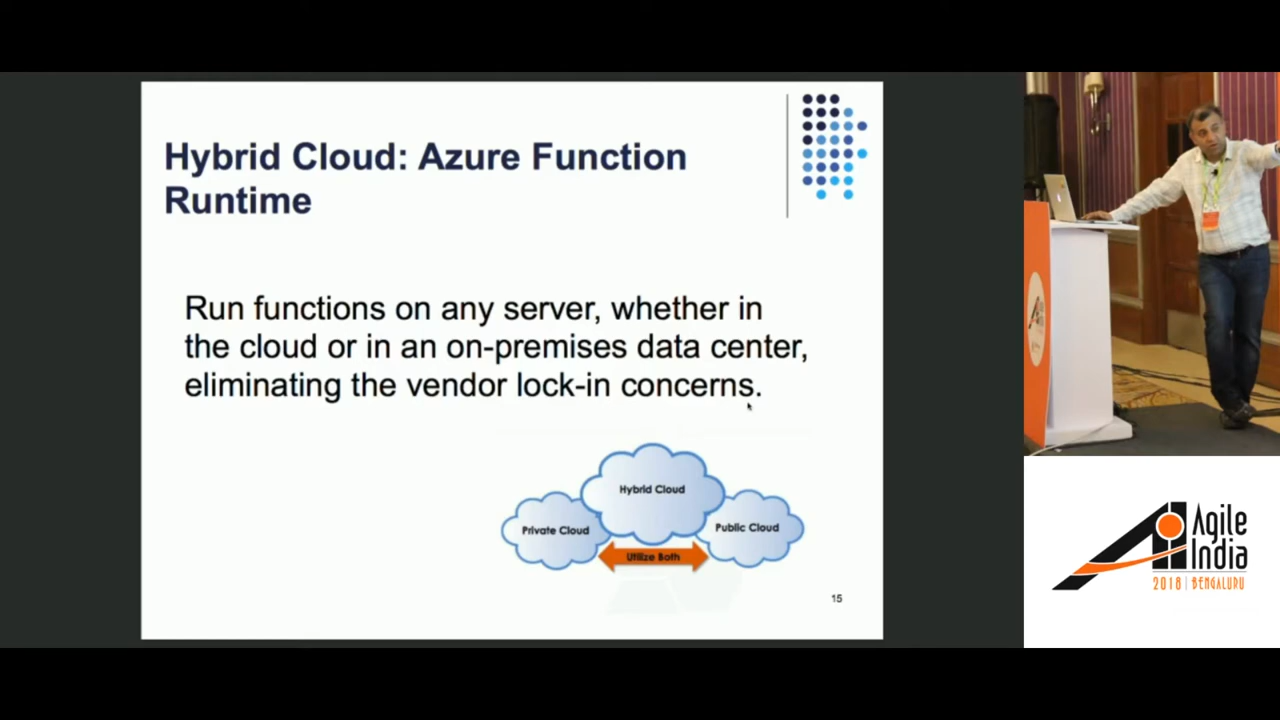 Hybrid Cloud: Azure Function
Runtime
Run functions on any server, whether in
the cloud or in an on-premises data center,
eliminating the vendor lock-in concerns.
Hybrid Cloud
Private Cloud
Public Cloud
Utilize Both
15
Agile
India
2018 | BENGALURU